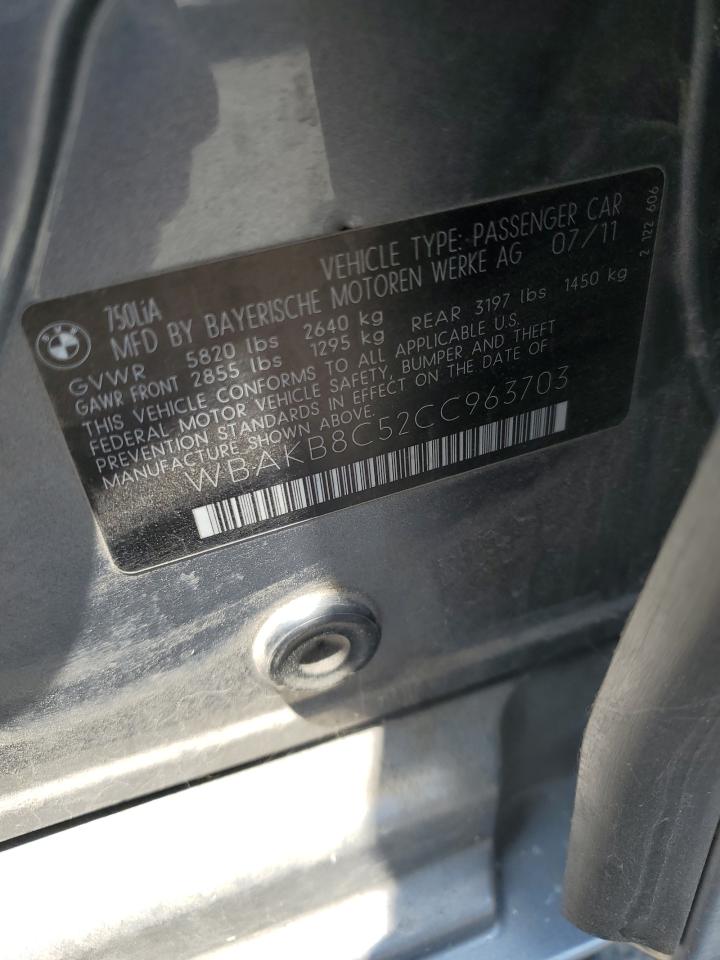 BMW
750LiA
VEHICLE TYPE: PASSENGER CAR
MFD BY BAYERISCHE MOTOREN WERKE AG 07/11
GVWR 5820 lbs 2640 kg
GAWR FRONT 2855 lbs 1295 kg REAR 3197 lbs 1450 kg
THIS VEHICLE CONFORMS TO ALL APPLICABLE U.S.
FEDERAL MOTOR VEHICLE SAFETY, BUMPER AND THEFT
PREVENTION STANDARDS IN EFFECT ON THE DATE OF
MANUFACTURE SHOWN ABOVE.
WBAKB8C52CC963703
2 122 606